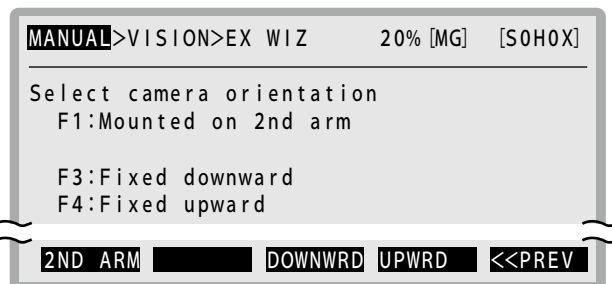 MANUAL>VISION>EX WIZ 20% [MG] [S0H0X]
Select camera orientation
F1:Mounted on 2nd arm
F3:Fixed downward
F4:Fixed upward
2ND ARM DOWNWRD UPWRD <<PREV